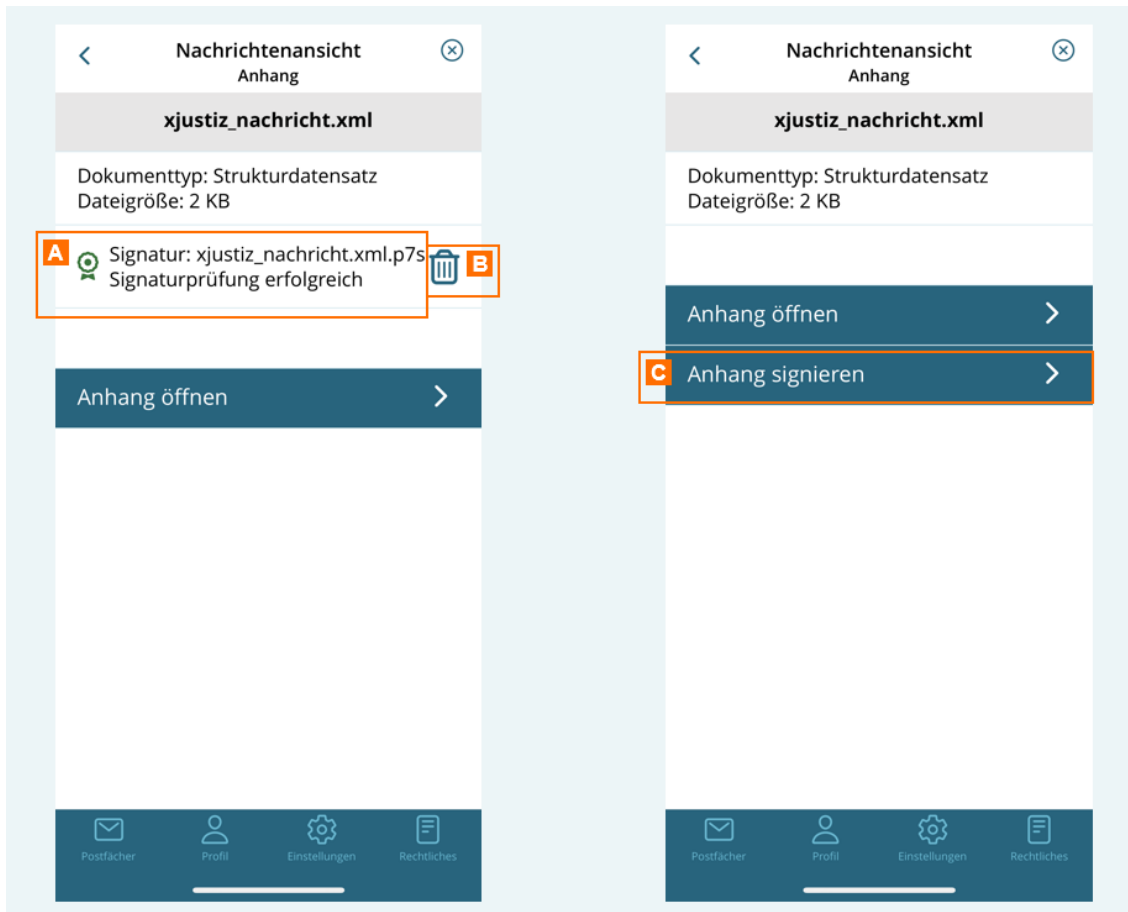 Nachrichtenansicht
Anhang
xjustiz_nachricht.xml
Dokumenttyp: Strukturdatensatz
Dateigröße: 2 KB
A
Signatur: xjustiz_nachricht.xml.p7s
Signaturprüfung erfolgreich
B
Anhang öffnen
Postfächer
Profil
Einstellungen
Rechtliches
Nachrichtenansicht
Anhang
xjustiz_nachricht.xml
Dokumenttyp: Strukturdatensatz
Dateigröße: 2 KB
Anhang öffnen
C
Anhang signieren
Postfächer
Profil
Einstellungen
Rechtliches